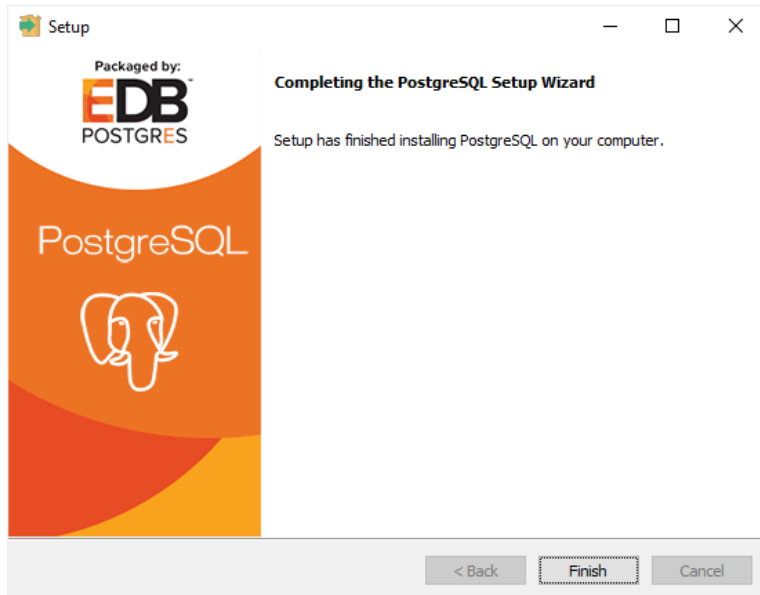 Setup
Packaged by:
EDB
POSTGRES
PostgreSQL
Completing the PostgreSQL Setup Wizard
Setup has finished installing PostgreSQL on your computer.
< Back
Finish
Cancel